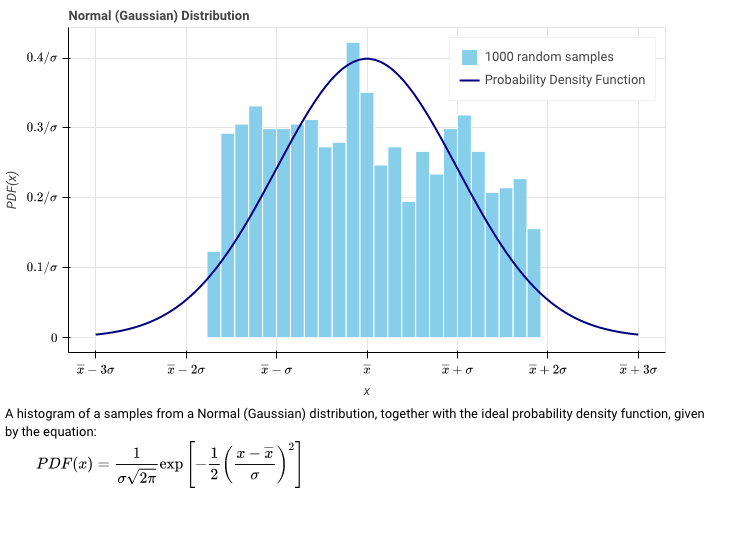 Normal (Gaussian) Distribution
0.4/σ
0.3/σ
0.2/σ
0.1/σ
0
PDF(x)
1000 random samples
Probability Density Function
x̅ − 3σ
x̅ − 2σ
x̅ − σ
x̅
x̅ + σ
x̅ + 2σ
x̅ + 3σ
x
A histogram of a samples from a Normal (Gaussian) distribution, together with the ideal probability density function, given
by the equation:
PDF(x) = 1/(σ√2π) exp[−1/2((x − x̅)/σ)²]